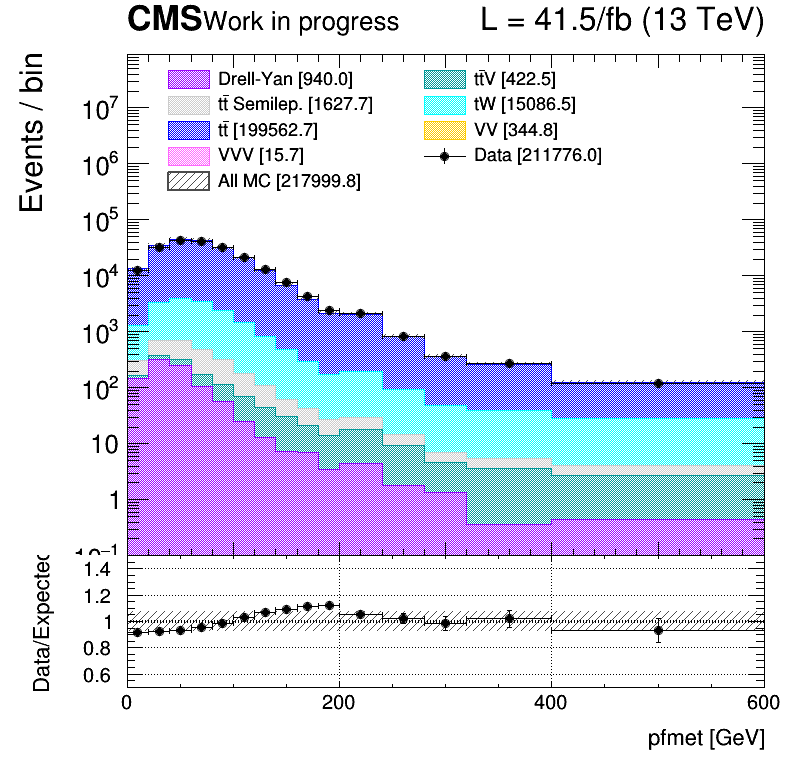 CMS Work in progress L = 41.5/fb (13 TeV)
Events / bin
Drell-Yan [940.0] tt̄V [422.5]
tt̄ Semilep. [1627.7] tW [15086.5]
tt̄ [199562.7] VV [344.8]
VVV [15.7] Data [211776.0]
All MC [217999.8]
10⁷
10⁶
10⁵
10⁴
10³
10²
10
1
10⁻¹
Data/Expected
1.4
1.2
1
0.8
0.6
0 200 400 600
pfmet [GeV]